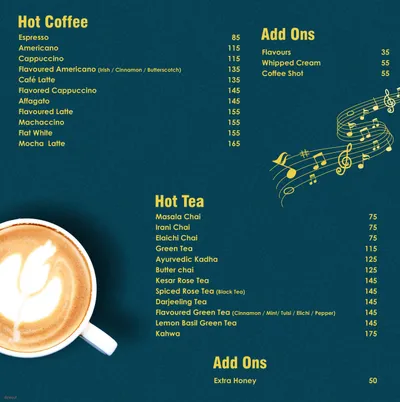 Hot Coffee
Espresso 85
Americano 115
Cappuccino 115
Flavoured Americano (Irish / Cinnamon / Butterscotch) 135
Café Latte 135
Flavored Cappuccino 145
Affagato 145
Flavoured Latte 155
Machaccino 155
Flat White 155
Mocha Latte 165
Add Ons
Flavours 35
Whipped Cream 55
Coffee Shot 55
Hot Tea
Masala Chai 75
Irani Chai 75
Elaichi Chai 75
Green Tea 115
Ayurvedic Kadha 125
Butter chai 125
Kesar Rose Tea 145
Spiced Rose Tea (Black Tea) 145
Darjeeling Tea 145
Flavoured Green Tea (Cinnamon / Mint/ Tulsi / Elichi / Pepper) 145
Lemon Basil Green Tea 145
Kahwa 175
Add Ons
Extra Honey 50